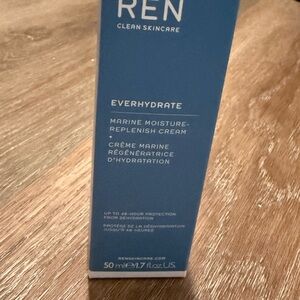 REN
CLEAN SKINCARE
EVERHYDRATE
MARINE MOISTURE-
REPLENISH CREAM
•
CRÈME MARINE
RÉGÉNÉRATRICE
D'HYDRATATION
UP TO 48-HOUR PROTECTION
FROM DEHYDRATION
PROTÈGE DE LA DÉSHYDRATATION
JUSQU'À 48 HEURES
RENSKINCARE.COM
50 ml e 1.7 fl.oz.US